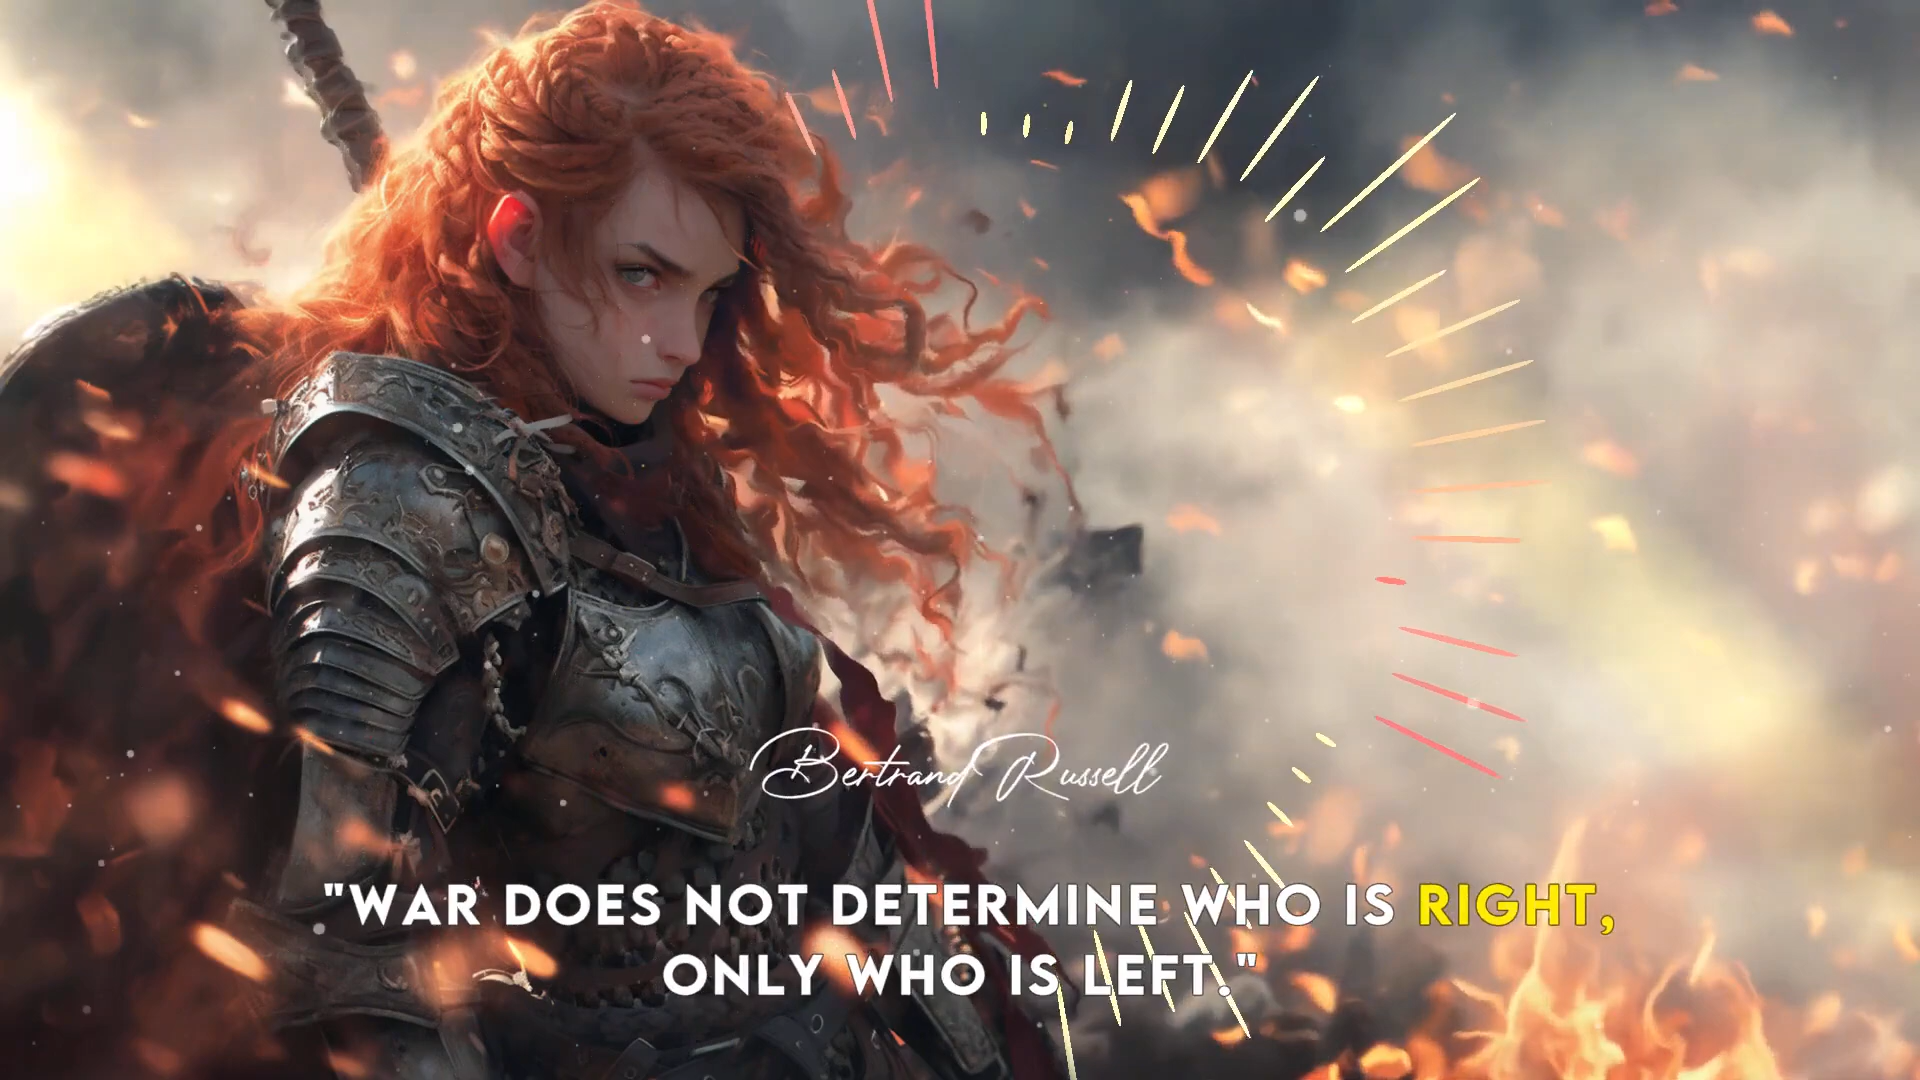 Bertrand Russell
"WAR DOES NOT DETERMINE WHO IS RIGHT,
ONLY WHO IS LEFT."